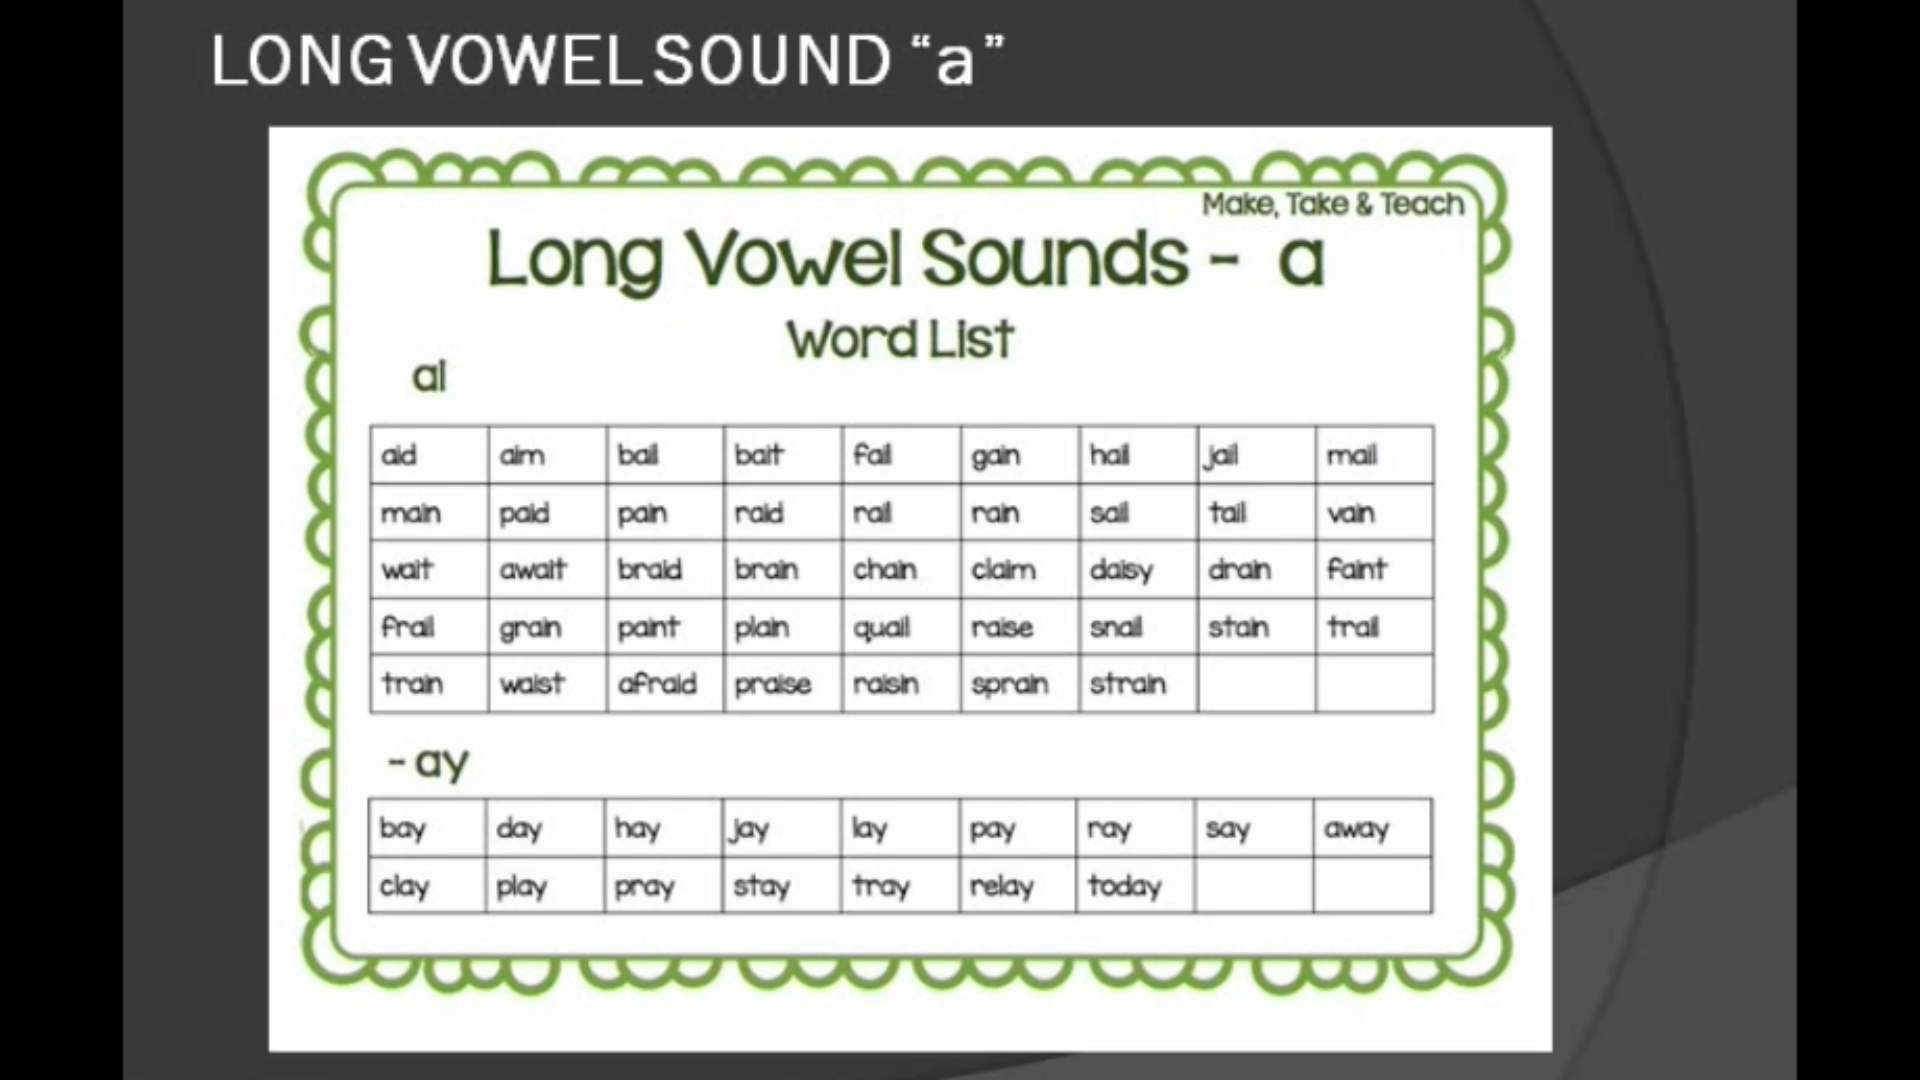 LONG VOWEL SOUND “a”
Make, Take & Teach
Long Vowel Sounds - a
Word List
ai
aid aim bail bait fail gain hail jail mail
main paid pain raid rail rain sail tail vain
wait await braid brain chain claim daisy drain faint
frail grain paint plain quail raise snail stain trail
train waist afraid praise raisin sprain strain
- ay
bay day hay jay lay pay ray say away
clay play pray stay tray relay today